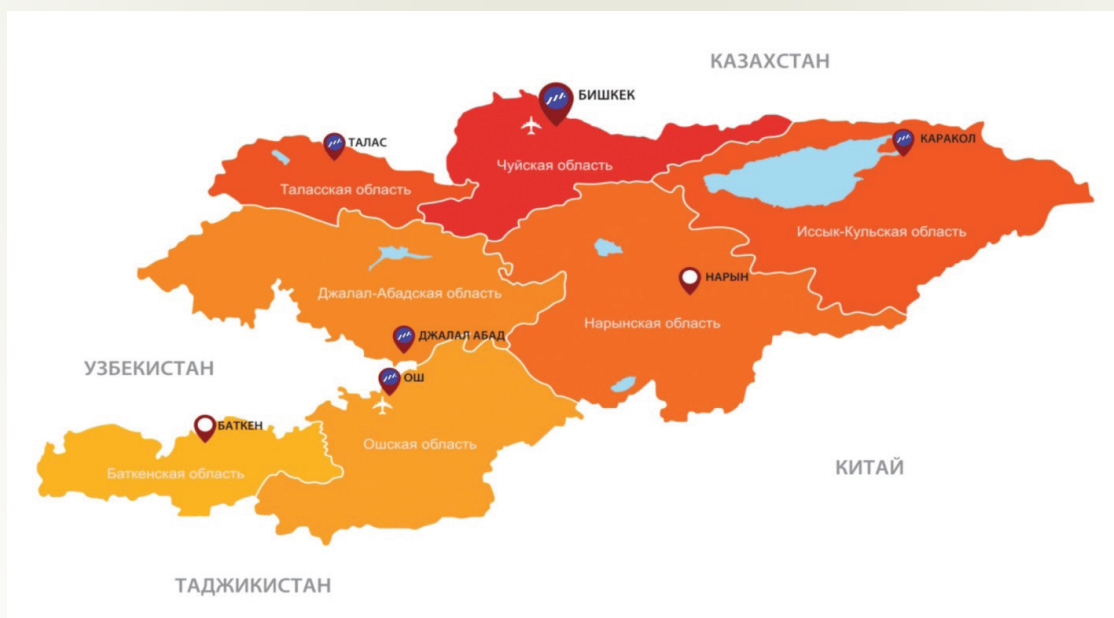 КАЗАХСТАН
БИШКЕК
ТАЛАС
КАРАКОЛ
Чуйская область
Таласская область
Иссык-Кульская область
НАРЫН
Джалал-Абадская область
Нарынская область
ДЖАЛАЛ АБАД
УЗБЕКИСТАН
ОШ
БАТКЕН
Ошская область
КИТАЙ
Баткенская область
ТАДЖИКИСТАН